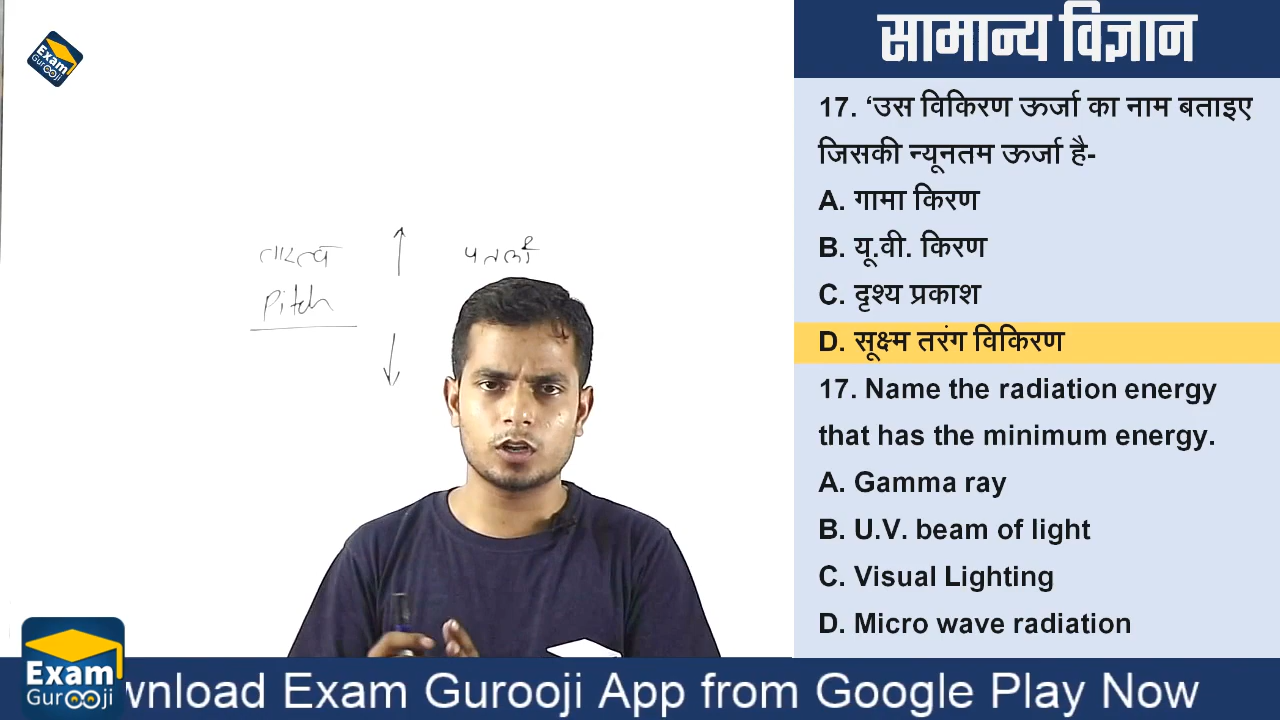 Exam
Gurooji
तारत्व
पतली
Pitch
सामान्य विज्ञान
17. ‘उस विकिरण ऊर्जा का नाम बताइए
जिसकी न्यूनतम ऊर्जा है-
A. गामा किरण
B. यू.वी. किरण
C. दृश्य प्रकाश
D. सूक्ष्म तरंग विकिरण
17. Name the radiation energy
that has the minimum energy.
A. Gamma ray
B. U.V. beam of light
C. Visual Lighting
D. Micro wave radiation
Exam
Gurooji
wnload Exam Gurooji App from Google Play Now